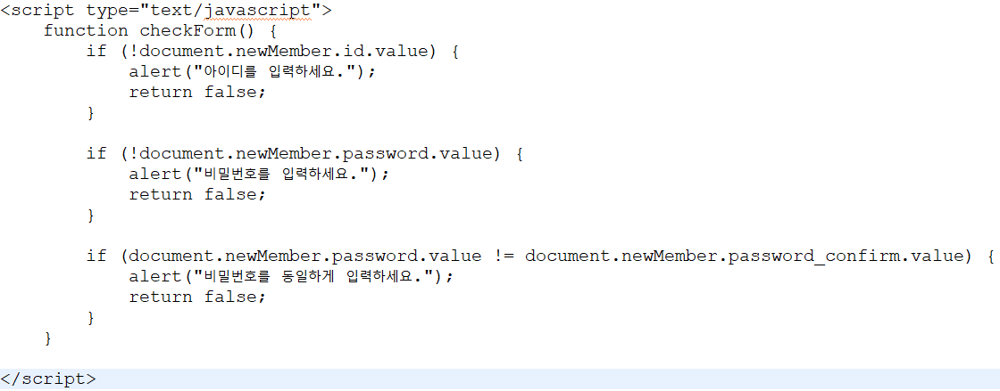 <script type="text/javascript">
    function checkForm() {
        if (!document.newMember.id.value) {
            alert("아이디를 입력하세요.");
            return false;
        }

        if (!document.newMember.password.value) {
            alert("비밀번호를 입력하세요.");
            return false;
        }

        if (document.newMember.password.value != document.newMember.password_confirm.value) {
            alert("비밀번호를 동일하게 입력하세요.");
            return false;
        }
    }

</script>